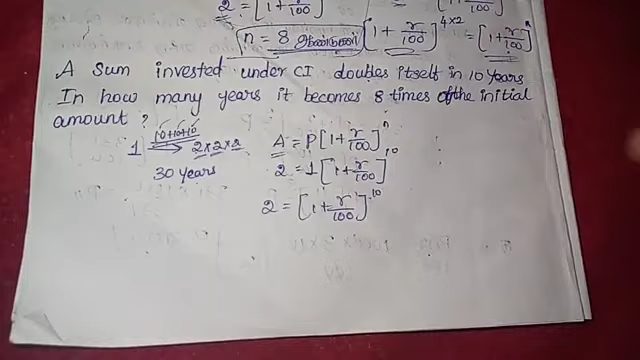 2 = [1 + r/100]
n = 8 ஆண்டுகள் [1 + r/100]^4×2 = [1 + r/100]^n
A sum invested under CI doubles itself in 10 years
In how many years it becomes 8 times of the initial
amount ?
1 10+10+10 ⟹ 2×2×2 A = P[1 + r/100]^n
30 years 2 = 1[1 + r/100]^10
2 = [1 + r/100]^10